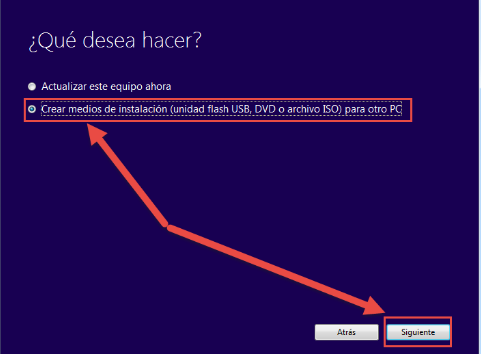 ¿Qué desea hacer?
Actualizar este equipo ahora
Crear medios de instalación (unidad flash USB, DVD o archivo ISO) para otro PC
Atrás
Siguiente